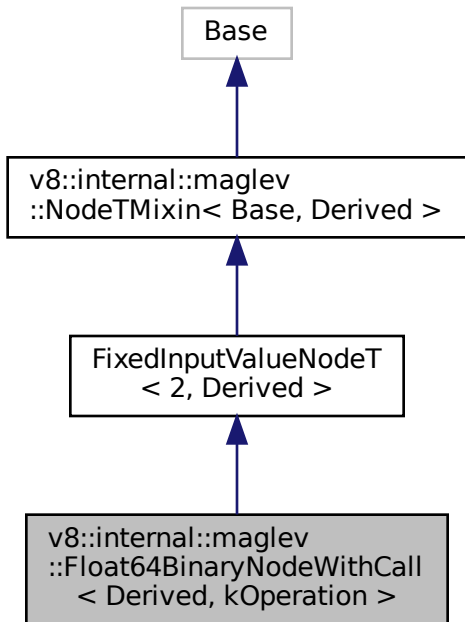 Base
v8::internal::maglev
::NodeTMixin< Base, Derived >
FixedInputValueNodeT
< 2, Derived >
v8::internal::maglev
::Float64BinaryNodeWithCall
< Derived, kOperation >